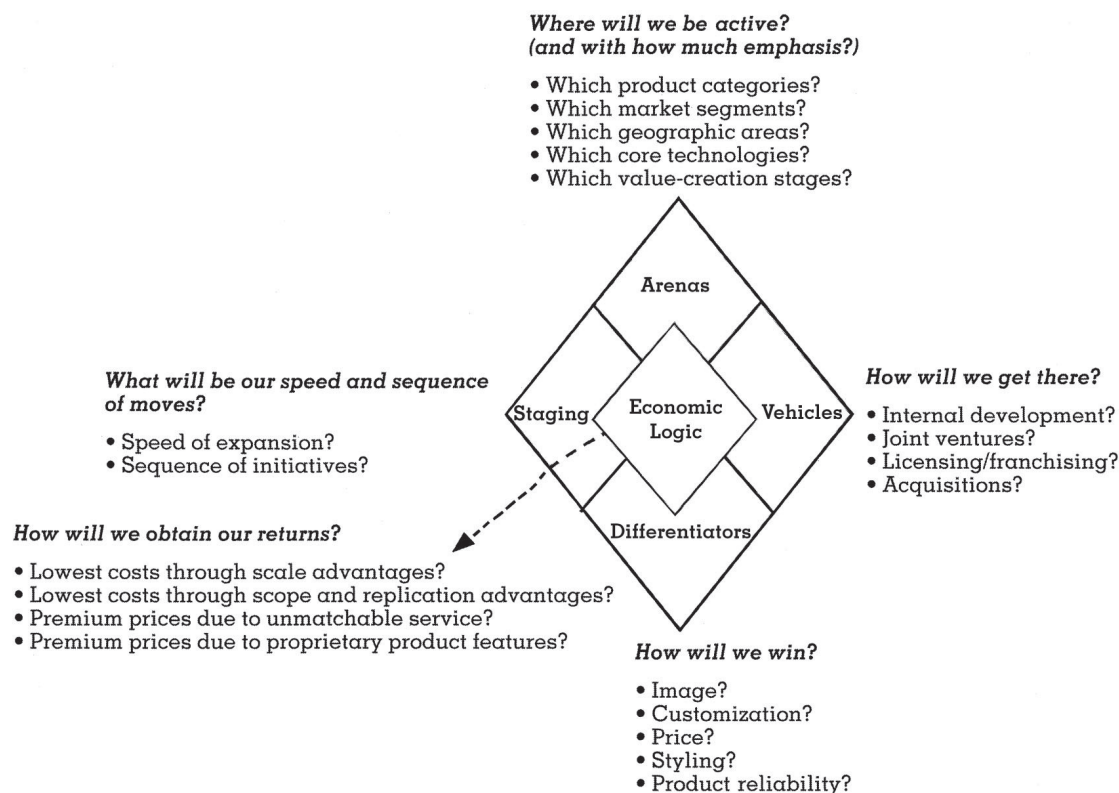 Where will we be active?
(and with how much emphasis?)
• Which product categories?
• Which market segments?
• Which geographic areas?
• Which core technologies?
• Which value-creation stages?
Arenas
What will be our speed and sequence
of moves?
• Speed of expansion?
• Sequence of initiatives?
Staging
Economic
Logic
Vehicles
How will we get there?
• Internal development?
• Joint ventures?
• Licensing/franchising?
• Acquisitions?
Differentiators
How will we obtain our returns?
• Lowest costs through scale advantages?
• Lowest costs through scope and replication advantages?
• Premium prices due to unmatchable service?
• Premium prices due to proprietary product features?
How will we win?
• Image?
• Customization?
• Price?
• Styling?
• Product reliability?